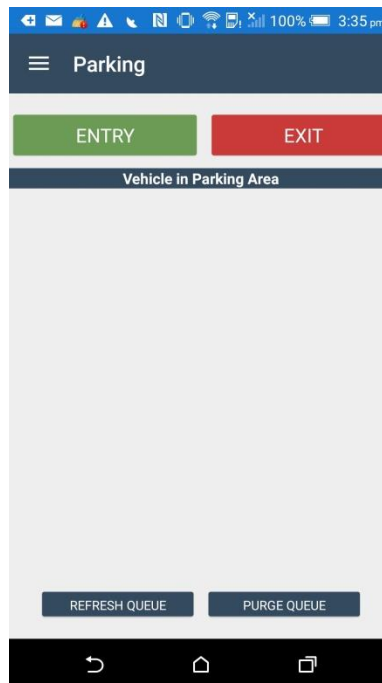 100% 3:35 pm
Parking
ENTRY EXIT
Vehicle in Parking Area
REFRESH QUEUE PURGE QUEUE